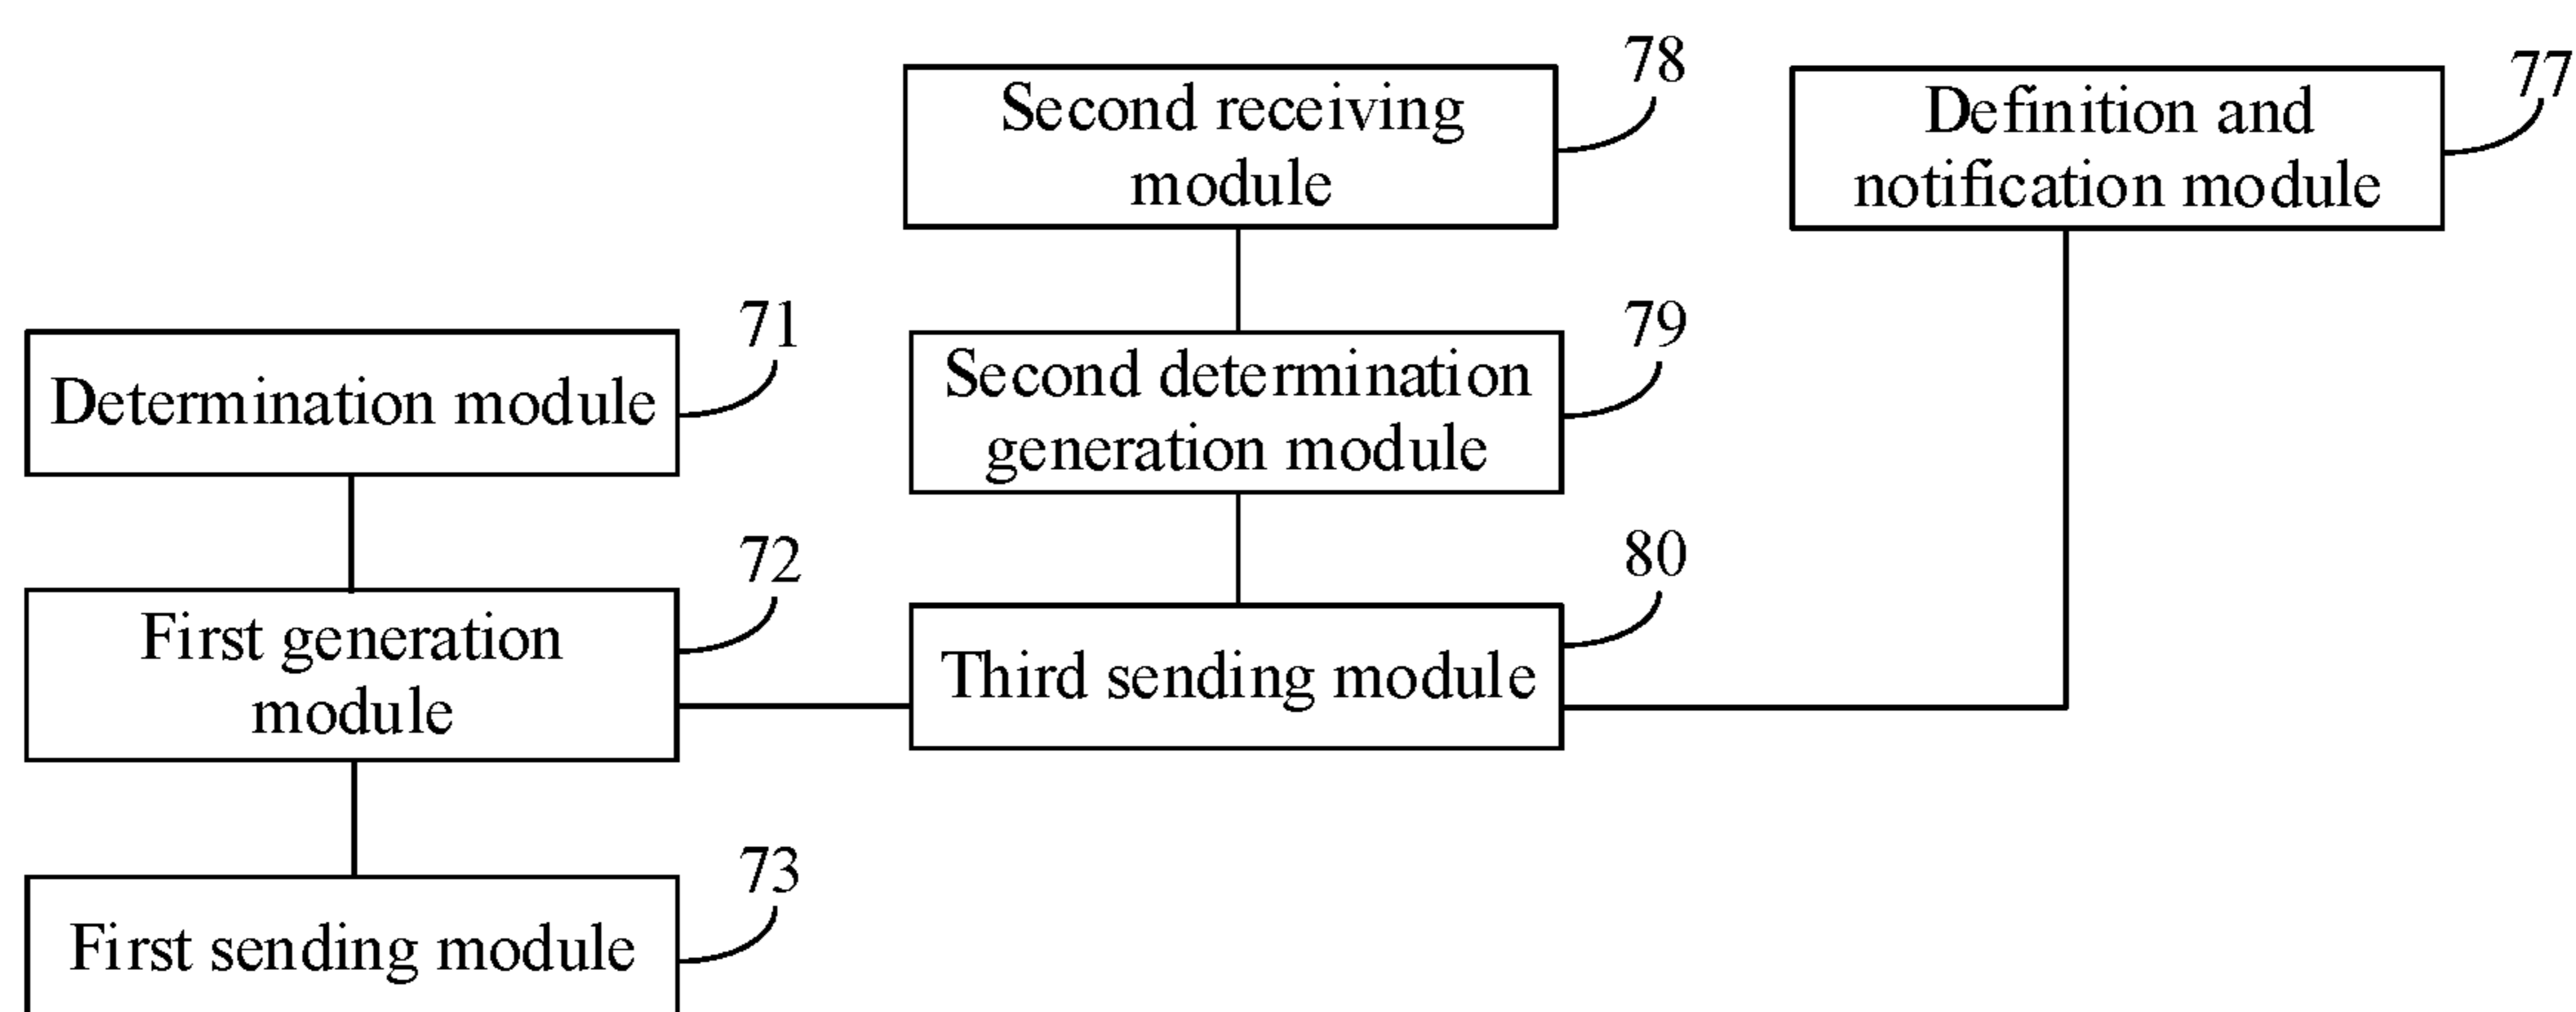 78
Second receiving
module
77
Definition and
notification module
71
Determination module
79
Second determination
generation module
72
First generation
module
80
Third sending module
73
First sending module